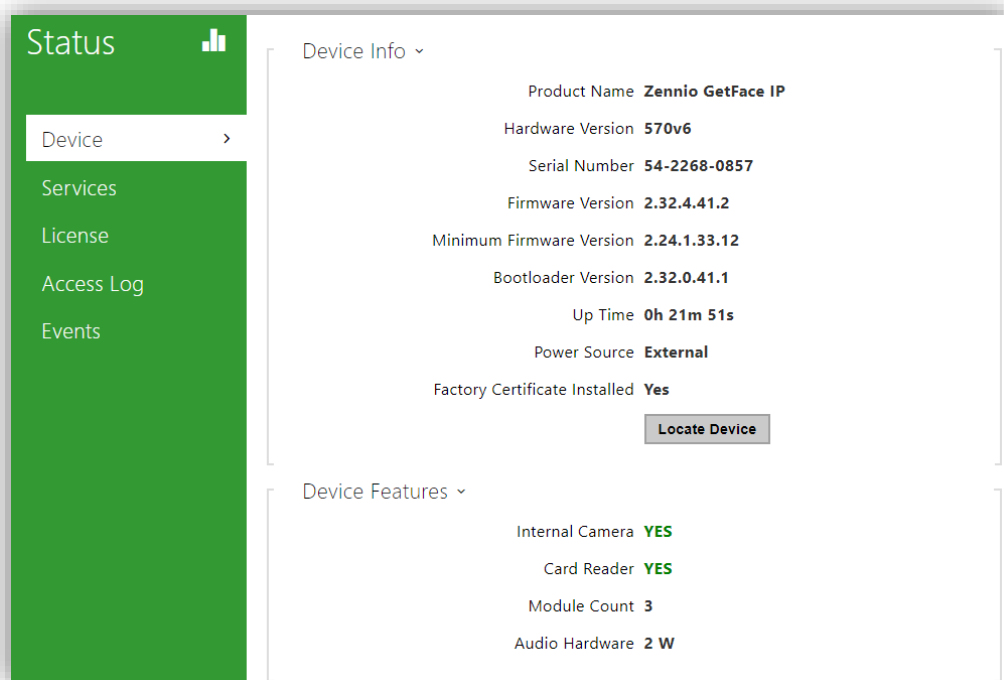 Status
Device
Services
License
Access Log
Events
Device Info
Product Name Zennio GetFace IP
Hardware Version 570v6
Serial Number 54-2268-0857
Firmware Version 2.32.4.41.2
Minimum Firmware Version 2.24.1.33.12
Bootloader Version 2.32.0.41.1
Up Time 0h 21m 51s
Power Source External
Factory Certificate Installed Yes
Locate Device
Device Features
Internal Camera YES
Card Reader YES
Module Count 3
Audio Hardware 2 W